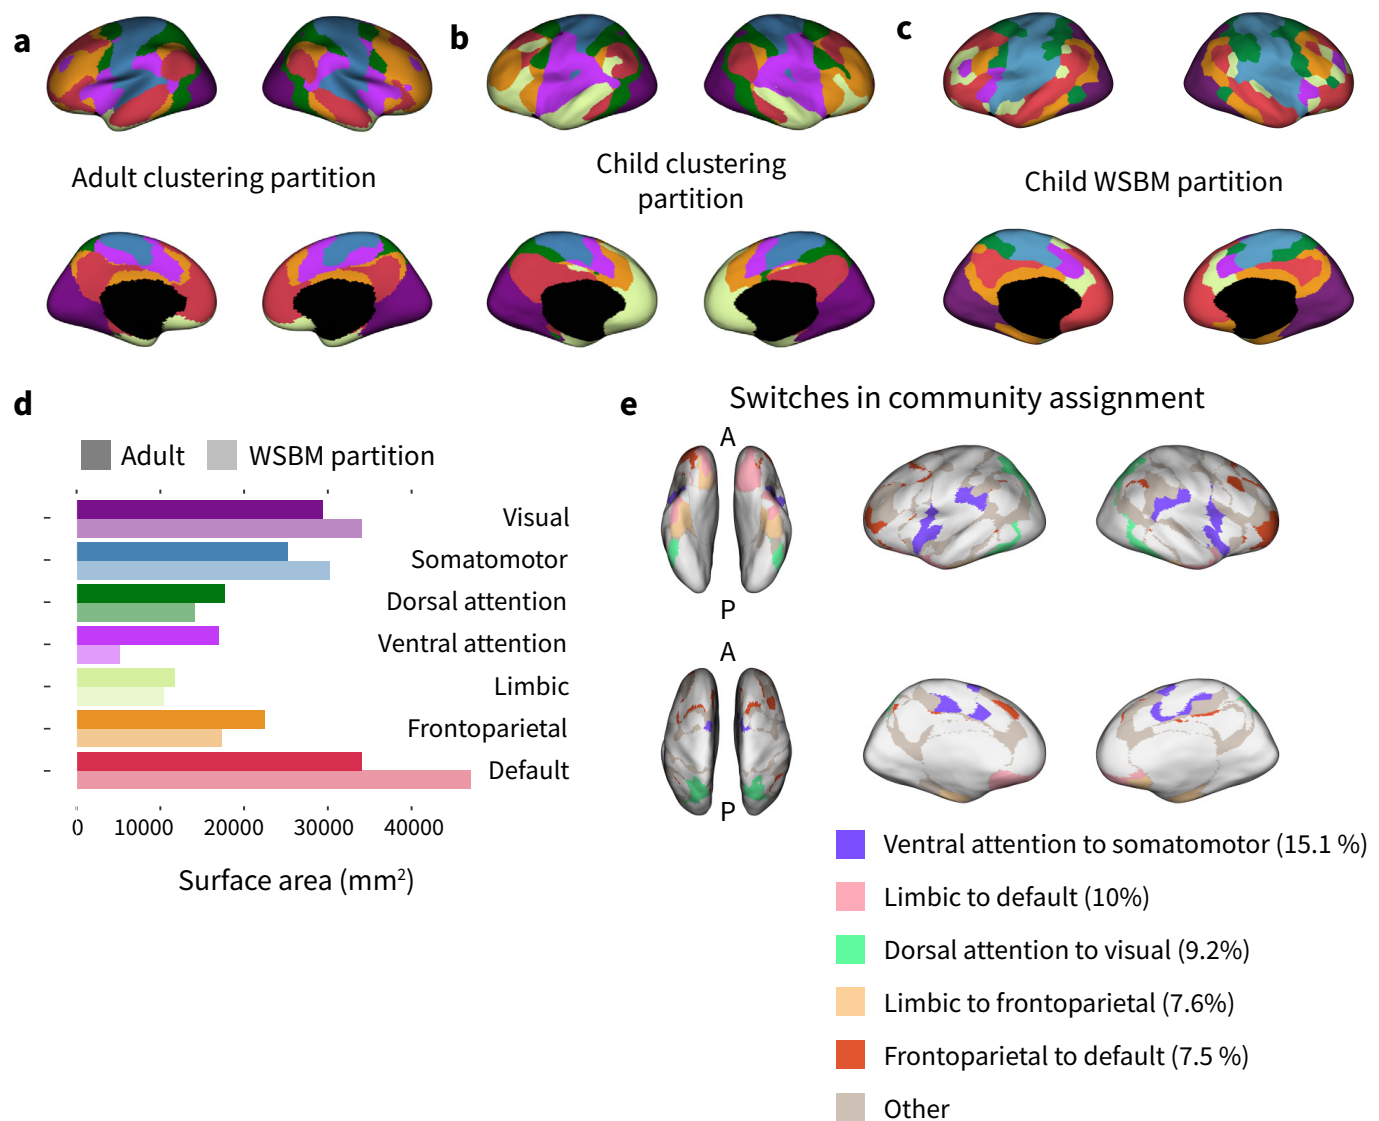 a
b
c
Adult clustering partition
Child clustering
partition
Child WSBM partition
d
Adult
WSBM partition
Visual
Somatomotor
Dorsal attention
Ventral attention
Limbic
Frontoparietal
Default
0 10000 20000 30000 40000
Surface area (mm²)
e
Switches in community assignment
A
P
A
P
Ventral attention to somatomotor (15.1 %)
Limbic to default (10%)
Dorsal attention to visual (9.2%)
Limbic to frontoparietal (7.6%)
Frontoparietal to default (7.5 %)
Other